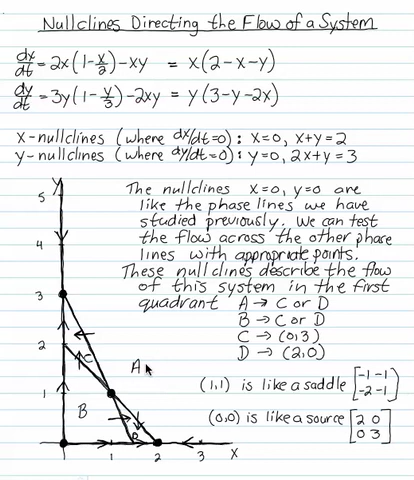 Nullclines Directing the Flow of a System
dx/dt = 2x(1-x/2)-xy = x(2-x-y)
dy/dt = 3y(1-y/3)-2xy = y(3-y-2x)
x-nullclines (where dx/dt=0): x=0, x+y=2
y-nullclines (where dy/dt=0): y=0, 2x+y=3
The nullclines x=0, y=0 are
like the phase lines we have
studied previously. We can test
the flow across the other phase
lines with appropriate points.
These nullclines describe the flow
of this system in the first
quadrant A → C or D
B → C or D
C → (0,3)
D → (2,0)
(1,1) is like a saddle [-1 -1
-2 -1]
(0,0) is like a source [2 0
0 3]
y
5
4
3
2
1
C
A
B
D
1 2 3 x